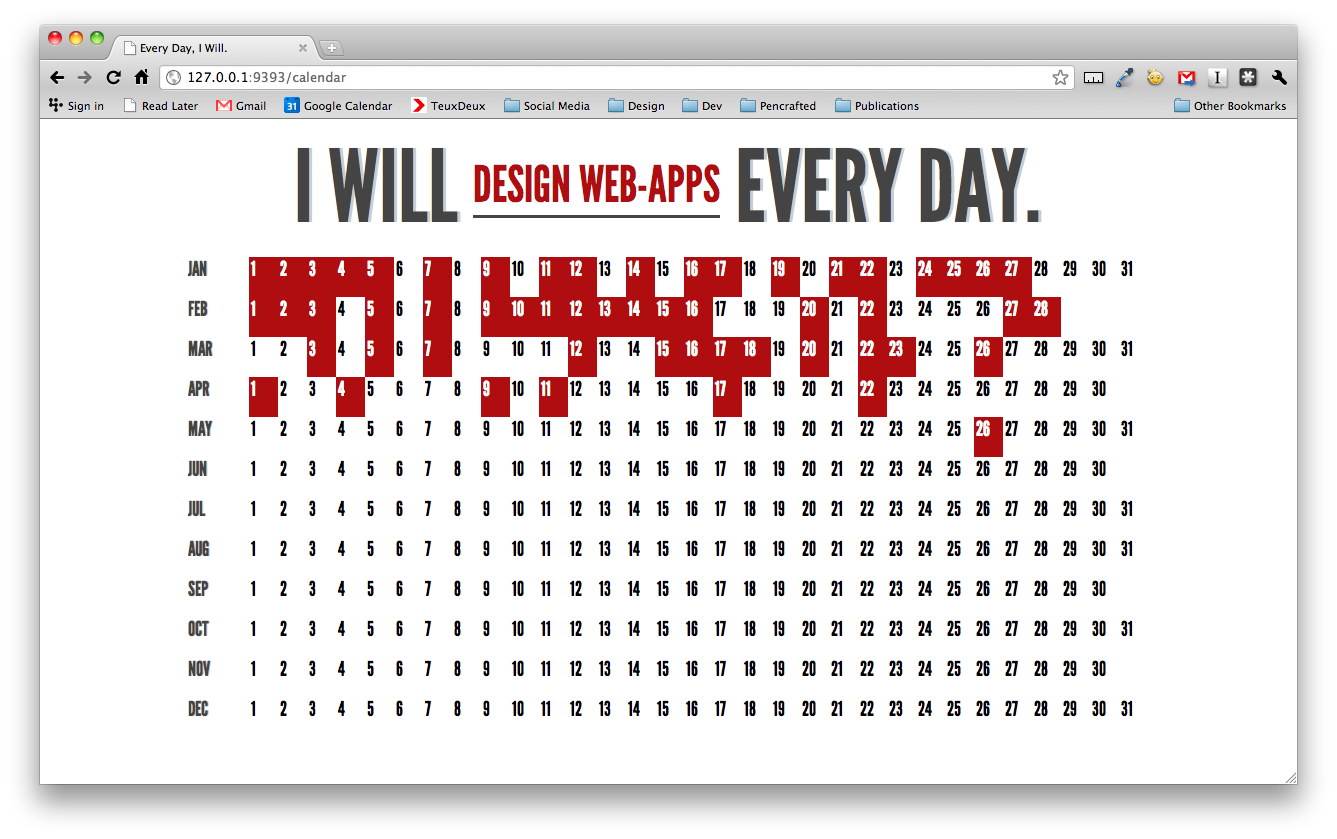 Every Day, I Will.
127.0.0.1:9393/calendar
Sign in Read Later Gmail 31 Google Calendar TeuxDeux Social Media Design Dev Pencrafted Publications Other Bookmarks
I WILL DESIGN WEB-APPS EVERY DAY.
JAN 1 2 3 4 5 6 7 8 9 10 11 12 13 14 15 16 17 18 19 20 21 22 23 24 25 26 27 28 29 30 31
FEB 1 2 3 4 5 7 8 9 10 11 12 13 14 15 16 17 18 19 20 21 22 23 24 25 26 27 28
MAR 1 2 3 4 5 6 7 8 9 10 11 12 13 14 15 16 17 18 19 20 21 22 23 24 25 26 27 28 29 30 31
APR 1 2 3 4 5 6 7 8 9 10 11 12 13 14 15 16 17 18 19 20 21 22 23 24 25 26 27 28 29 30
MAY 1 2 3 4 5 6 7 8 9 10 11 12 13 14 15 16 17 18 19 20 21 22 23 24 25 26 27 28 29 30 31
JUN 1 2 3 4 5 6 7 8 9 10 11 12 13 14 15 16 17 18 19 20 21 22 23 24 25 26 27 28 29 30
JUL 1 2 3 4 5 6 7 8 9 10 11 12 13 14 15 16 17 18 19 20 21 22 23 24 25 26 27 28 29 30 31
AUG 1 2 3 4 5 6 7 8 9 10 11 12 13 14 15 16 17 18 19 20 21 22 23 24 25 26 27 28 29 30 31
SEP 1 2 3 4 5 6 7 8 9 10 11 12 13 14 15 16 17 18 19 20 21 22 23 24 25 26 27 28 29 30
OCT 1 2 3 4 5 6 7 8 9 10 11 12 13 14 15 16 17 18 19 20 21 22 23 24 25 26 27 28 29 30 31
NOV 1 2 3 4 5 6 7 8 9 10 11 12 13 14 15 16 17 18 19 20 21 22 23 24 25 26 27 28 29 30
DEC 1 2 3 4 5 6 7 8 9 10 11 12 13 14 15 16 17 18 19 20 21 22 23 24 25 26 27 28 29 30 31